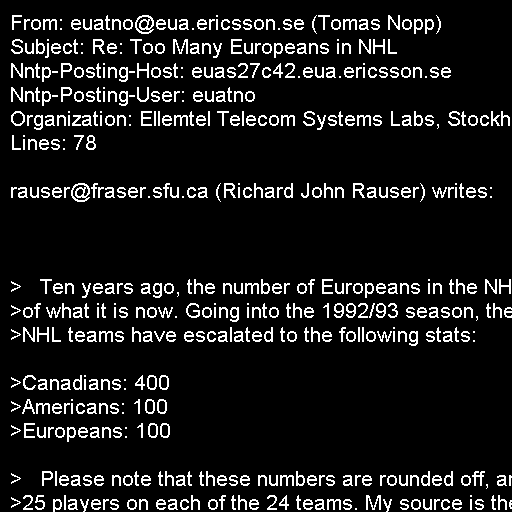 From: euatno@eua.ericsson.se (Tomas Nopp)
Subject: Re: Too Many Europeans in NHL
Nntp-Posting-Host: euas27c42.eua.ericsson.se
Nntp-Posting-User: euatno
Organization: Ellemtel Telecom Systems Labs, Stockh
Lines: 78
rauser@fraser.sfu.ca (Richard John Rauser) writes:
>   Ten years ago, the number of Europeans in the NH
>of what it is now. Going into the 1992/93 season, the
>NHL teams have escalated to the following stats:
>Canadians: 400
>Americans: 100
>Europeans: 100
>   Please note that these numbers are rounded off, an
>25 players on each of the 24 teams. My source is the